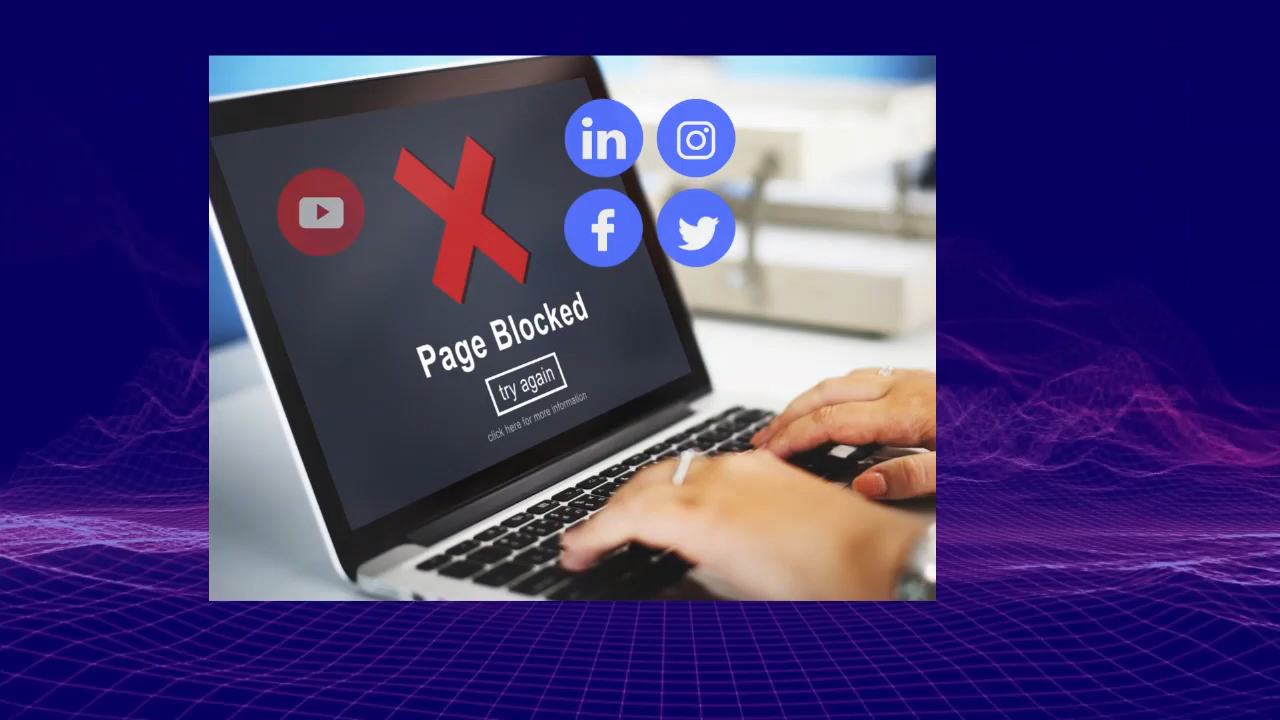 in
f
Page Blocked
try again
click here for more information